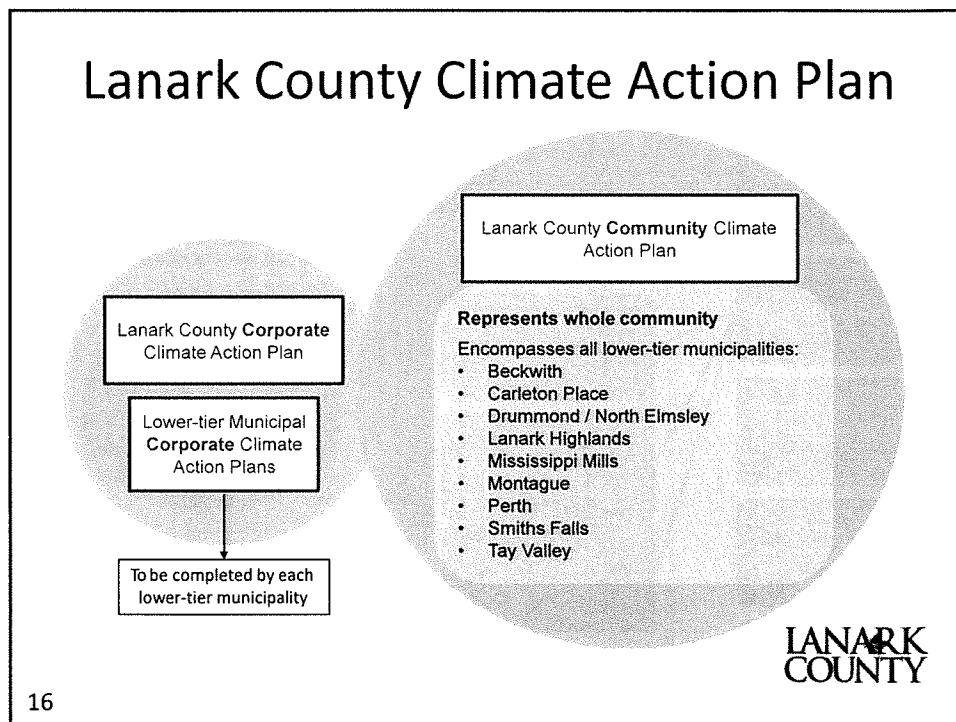 Lanark County Climate Action Plan
Lanark County Corporate
Climate Action Plan
Lower-tier Municipal
Corporate Climate
Action Plans
To be completed by each
lower-tier municipality
Lanark County Community Climate
Action Plan
Represents whole community
Encompasses all lower-tier municipalities:
• Beckwith
• Carleton Place
• Drummond / North Elmsley
• Lanark Highlands
• Mississippi Mills
• Montague
• Perth
• Smiths Falls
• Tay Valley
LANARK
COUNTY
16